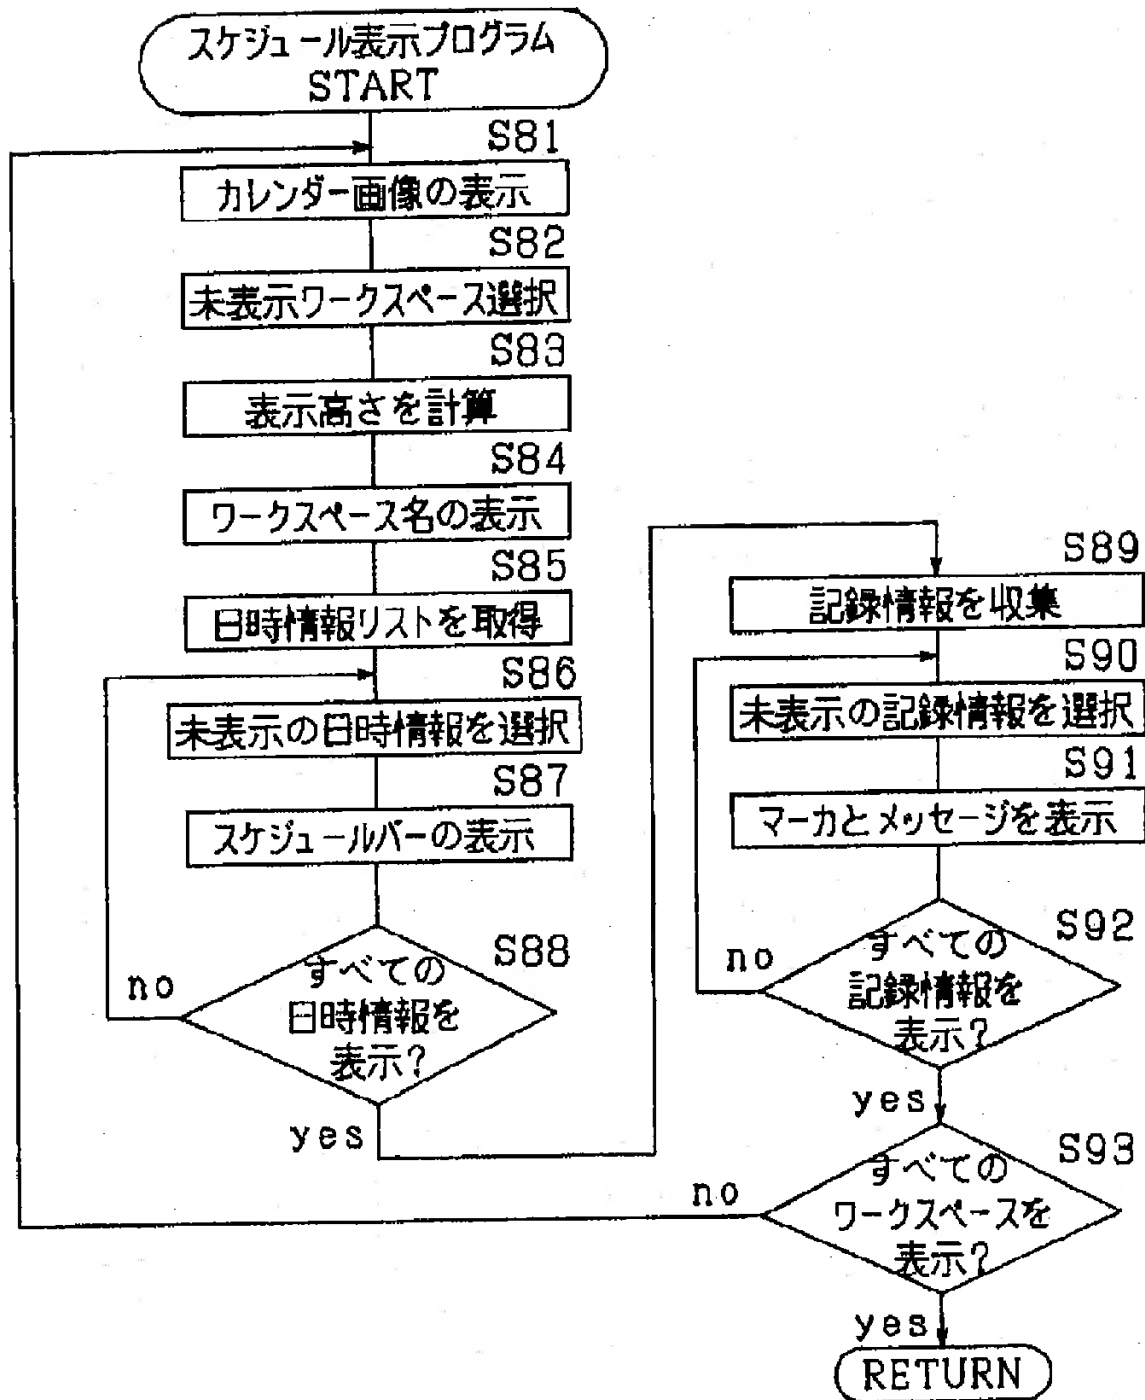 スケジュール表示プログラム
START
S81
カレンダー画像の表示
S82
未表示ワークスペース選択
S83
表示高さを計算
S84
ワークスペース名の表示
S85
日時情報リストを取得
S86
未表示の日時情報を選択
S87
スケジュールバーの表示
S88
すべての
日時情報を
表示?
no
yes
S89
記録情報を収集
S90
未表示の記録情報を選択
S91
マーカとメッセージを表示
S92
すべての
記録情報を
表示?
no
yes
S93
すべての
ワークスペースを
表示?
no
yes
RETURN